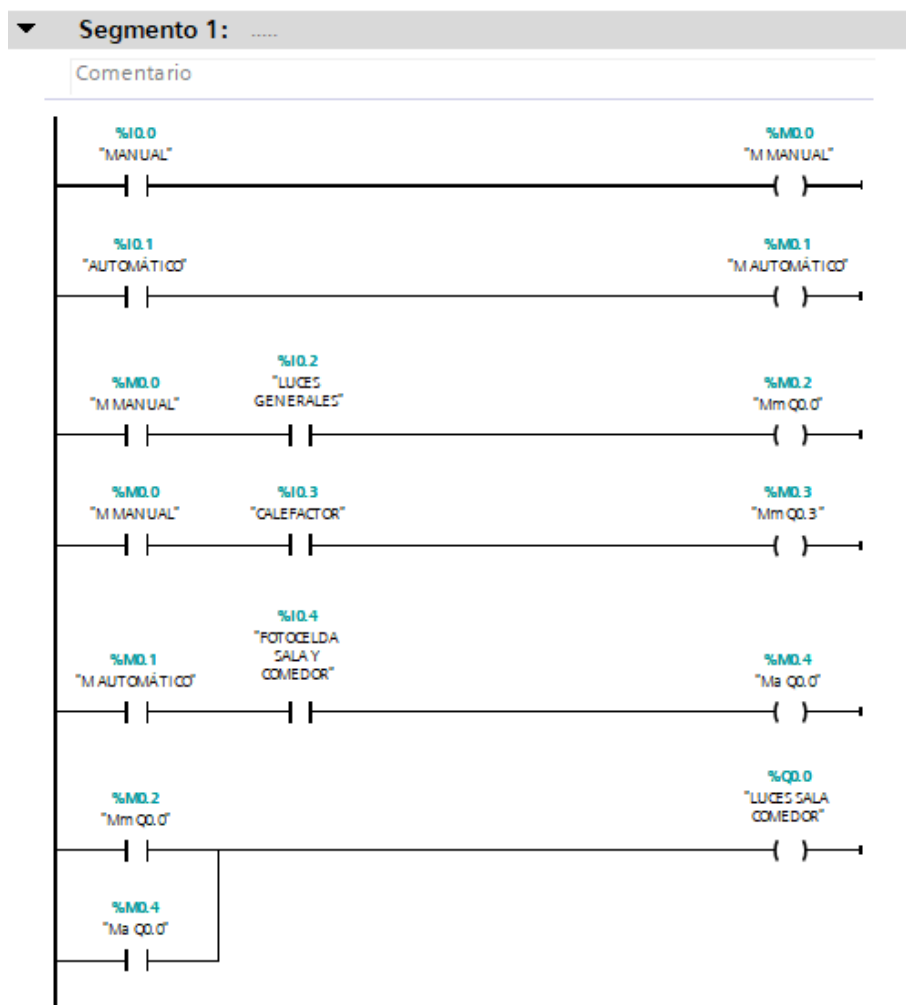 Segmento 1: .....
Comentario
%I0.0
"MANUAL"
%M0.0
"M MANUAL"
%I0.1
"AUTOMÁTICO"
%M0.1
"M AUTOMÁTICO"
%M0.0
"M MANUAL"
%I0.2
"LUCES
GENERALES"
%M0.2
"Mm Q0.0"
%M0.0
"M MANUAL"
%I0.3
"CALEFACTOR"
%M0.3
"Mm Q0.3"
%M0.1
"M AUTOMÁTICO"
%I0.4
"FOTOCELDA
SALA Y
COMEDOR"
%M0.4
"Ma Q0.0"
%M0.2
"Mm Q0.0"
%Q0.0
"LUCES SALA
COMEDOR"
%M0.4
"Ma Q0.0"